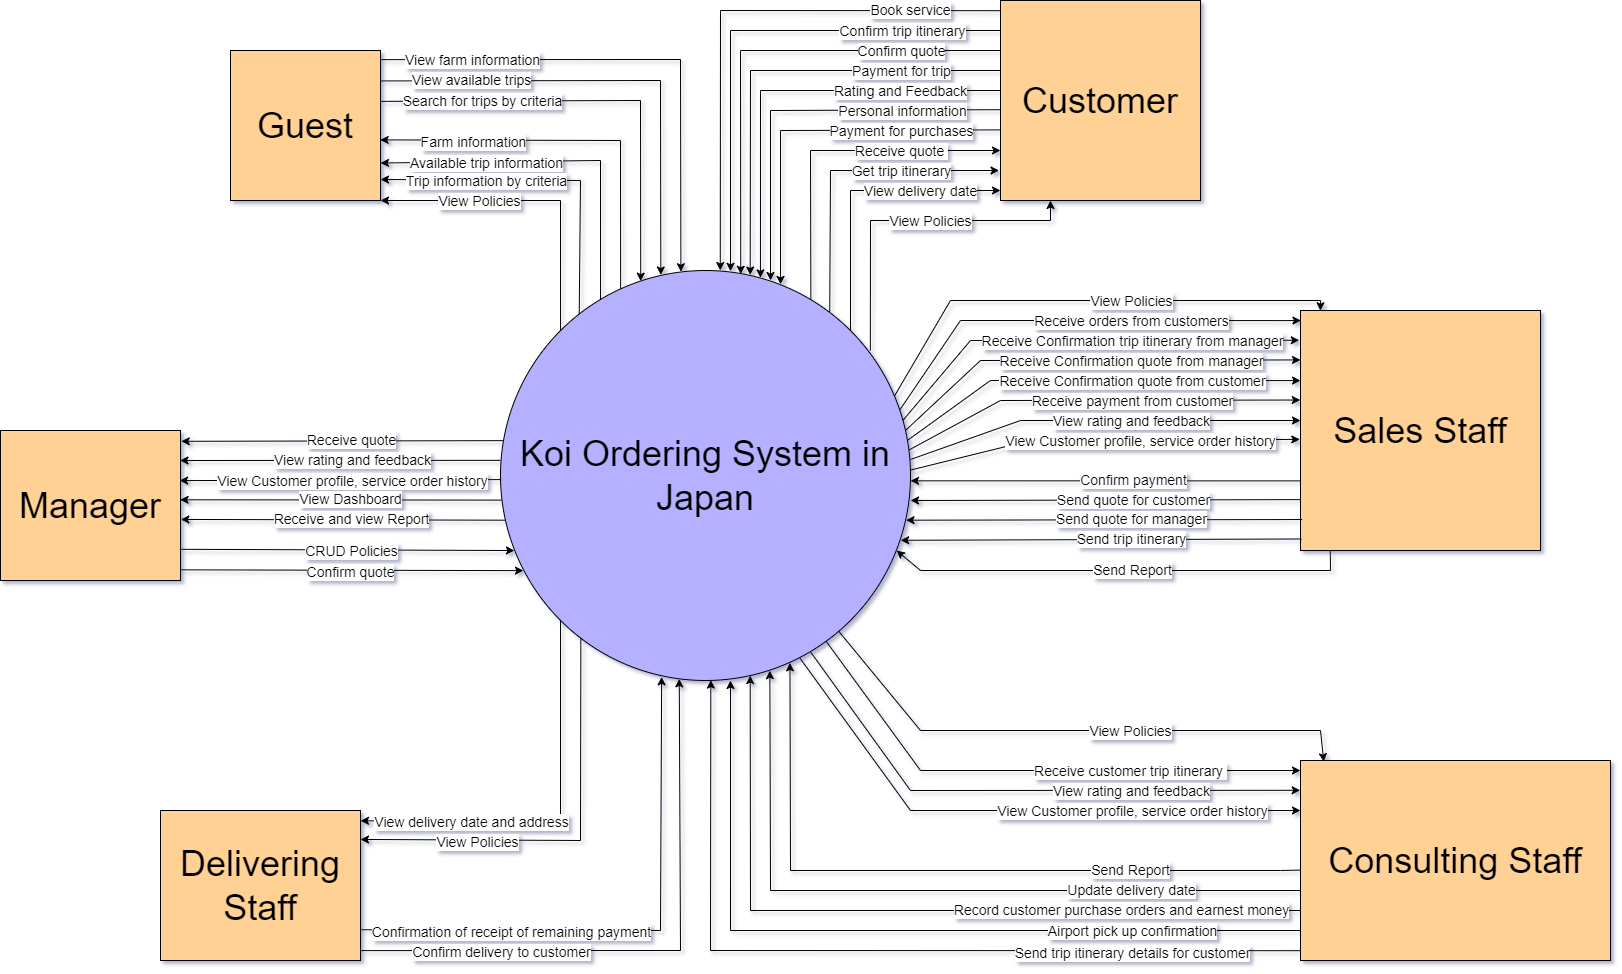 Guest
View farm information
View available trips
Search for trips by criteria
Farm information
Available trip information
Trip information by criteria
View Policies
Book service
Confirm trip itinerary
Confirm quote
Payment for trip
Rating and Feedback
Personal information
Payment for purchases
Receive quote
Get trip itinerary
View delivery date
View Policies
Customer
Koi Ordering System in
Japan
View Policies
Receive orders from customers
Receive Confirmation trip itinerary from manager
Receive Confirmation quote from manager
Receive Confirmation quote from customer
Receive payment from customer
View rating and feedback
View Customer profile, service order history
Confirm payment
Send quote for customer
Send quote for manager
Send trip itinerary
Send Report
Sales Staff
Manager
Receive quote
View rating and feedback
View Customer profile, service order history
View Dashboard
Receive and view Report
CRUD Policies
Confirm quote
Delivering
Staff
View delivery date and address
View Policies
Confirmation of receipt of remaining payment
Confirm delivery to customer
View Policies
Receive customer trip itinerary
View rating and feedback
View Customer profile, service order history
Send Report
Update delivery date
Record customer purchase orders and earnest money
Airport pick up confirmation
Send trip itinerary details for customer
Consulting Staff